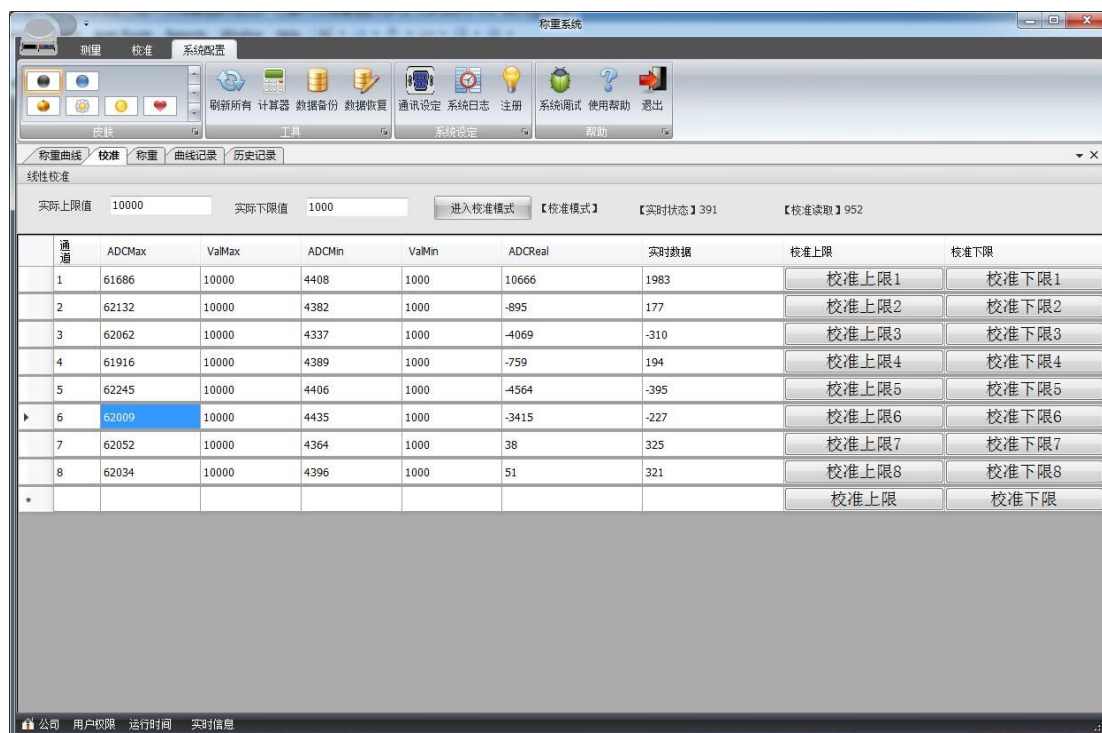 称重系统
测量 校准 系统配置
刷新所有 计算器 数据备份 数据恢复 通讯设定 系统日志 注册 系统调试 使用帮助 退出
皮肤 工具 系统设定 帮助
称重曲线 校准 称重 曲线记录 历史记录
线性校准
实际上限值 10000 实际下限值 1000 进入校准模式 【校准模式】 【实时状态】391 【校准读取】952
通道 ADCMax ValMax ADCMin ValMin ADCReal 实时数据 校准上限 校准下限
1 61686 10000 4408 1000 10666 1983 校准上限1 校准下限1
2 62132 10000 4382 1000 -895 177 校准上限2 校准下限2
3 62062 10000 4337 1000 -4069 -310 校准上限3 校准下限3
4 61916 10000 4389 1000 -759 194 校准上限4 校准下限4
5 62245 10000 4406 1000 -4564 -395 校准上限5 校准下限5
6 62009 10000 4435 1000 -3415 -227 校准上限6 校准下限6
7 62052 10000 4364 1000 38 325 校准上限7 校准下限7
8 62034 10000 4396 1000 51 321 校准上限8 校准下限8
* 校准上限 校准下限
公司 用户权限 运行时间 实时信息